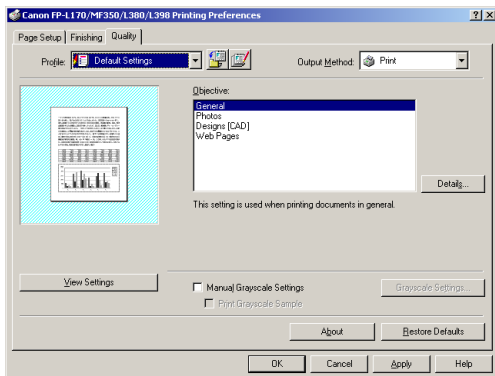 Canon FP-L170/MF350/L380/L398 Printing Preferences
Page Setup Finishing Quality
Profile: Default Settings Output Method: Print
Objective:
General
Photos
Designs [CAD]
Web Pages
Details...
This setting is used when printing documents in general.
View Settings
Manual Grayscale Settings Grayscale Settings...
Print Grayscale Sample
About Restore Defaults
OK Cancel Apply Help